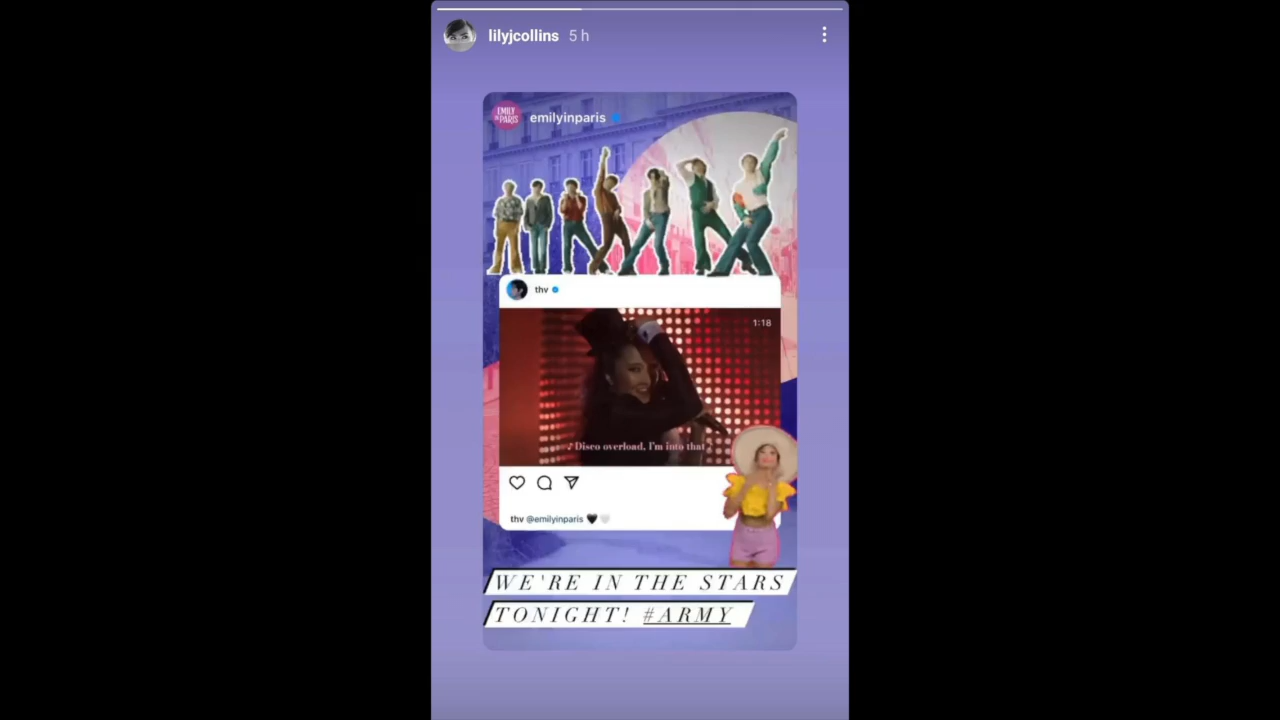 lilyjcollins 5 h
EMILY
IN PARIS
emilyinparis
thv
1:18
♪ Disco overload, I'm into that ♪
thv @emilyinparis 🖤🤍
WE'RE IN THE STARS
TONIGHT! #ARMY